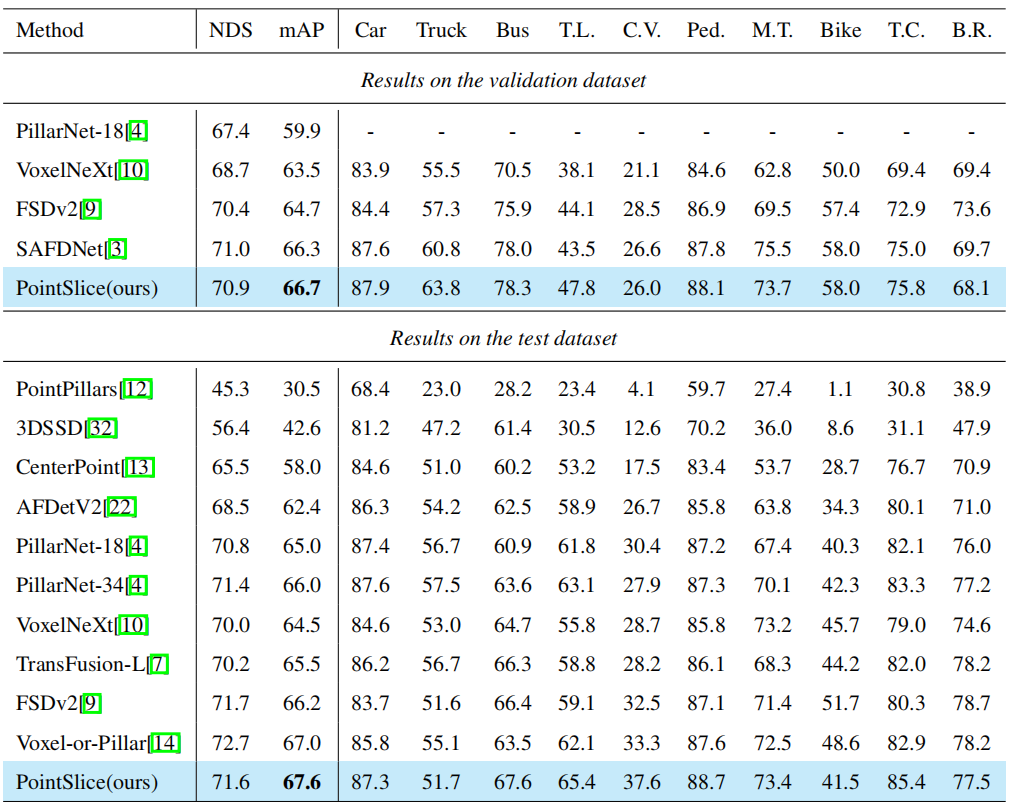 Method NDS mAP Car Truck Bus T.L. C.V. Ped. M.T. Bike T.C. B.R.
Results on the validation dataset
PillarNet-18[4] 67.4 59.9 - - - - - - - - - -
VoxelNeXt[10] 68.7 63.5 83.9 55.5 70.5 38.1 21.1 84.6 62.8 50.0 69.4 69.4
FSDv2[9] 70.4 64.7 84.4 57.3 75.9 44.1 28.5 86.9 69.5 57.4 72.9 73.6
SAFDNet[3] 71.0 66.3 87.6 60.8 78.0 43.5 26.6 87.8 75.5 58.0 75.0 69.7
PointSlice(ours) 70.9 66.7 87.9 63.8 78.3 47.8 26.0 88.1 73.7 58.0 75.8 68.1
Results on the test dataset
PointPillars[12] 45.3 30.5 68.4 23.0 28.2 23.4 4.1 59.7 27.4 1.1 30.8 38.9
3DSSD[32] 56.4 42.6 81.2 47.2 61.4 30.5 12.6 70.2 36.0 8.6 31.1 47.9
CenterPoint[13] 65.5 58.0 84.6 51.0 60.2 53.2 17.5 83.4 53.7 28.7 76.7 70.9
AFDetV2[22] 68.5 62.4 86.3 54.2 62.5 58.9 26.7 85.8 63.8 34.3 80.1 71.0
PillarNet-18[4] 70.8 65.0 87.4 56.7 60.9 61.8 30.4 87.2 67.4 40.3 82.1 76.0
PillarNet-34[4] 71.4 66.0 87.6 57.5 63.6 63.1 27.9 87.3 70.1 42.3 83.3 77.2
VoxelNeXt[10] 70.0 64.5 84.6 53.0 64.7 55.8 28.7 85.8 73.2 45.7 79.0 74.6
TransFusion-L[7] 70.2 65.5 86.2 56.7 66.3 58.8 28.2 86.1 68.3 44.2 82.0 78.2
FSDv2[9] 71.7 66.2 83.7 51.6 66.4 59.1 32.5 87.1 71.4 51.7 80.3 78.7
Voxel-or-Pillar[14] 72.7 67.0 85.8 55.1 63.5 62.1 33.3 87.6 72.5 48.6 82.9 78.2
PointSlice(ours) 71.6 67.6 87.3 51.7 67.6 65.4 37.6 88.7 73.4 41.5 85.4 77.5